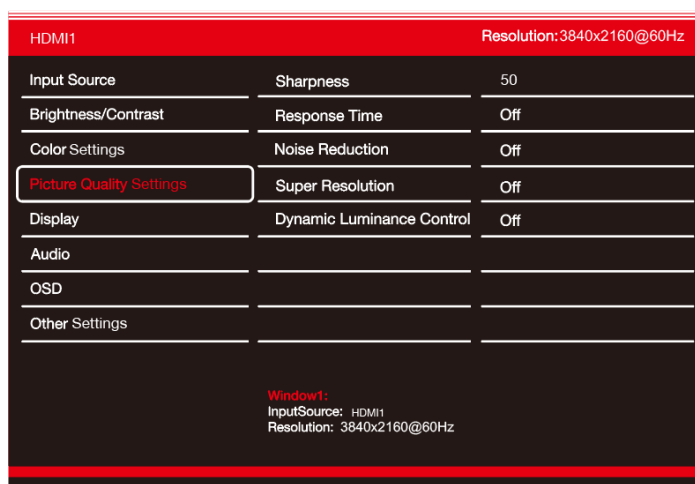 HDMI1 Resolution:3840x2160@60Hz
Input Source Sharpness 50
Brightness/Contrast Response Time Off
Color Settings Noise Reduction Off
Picture Quality Settings Super Resolution Off
Display Dynamic Luminance Control Off
Audio
OSD
Other Settings
Window1:
InputSource: HDMI1
Resolution: 3840x2160@60Hz